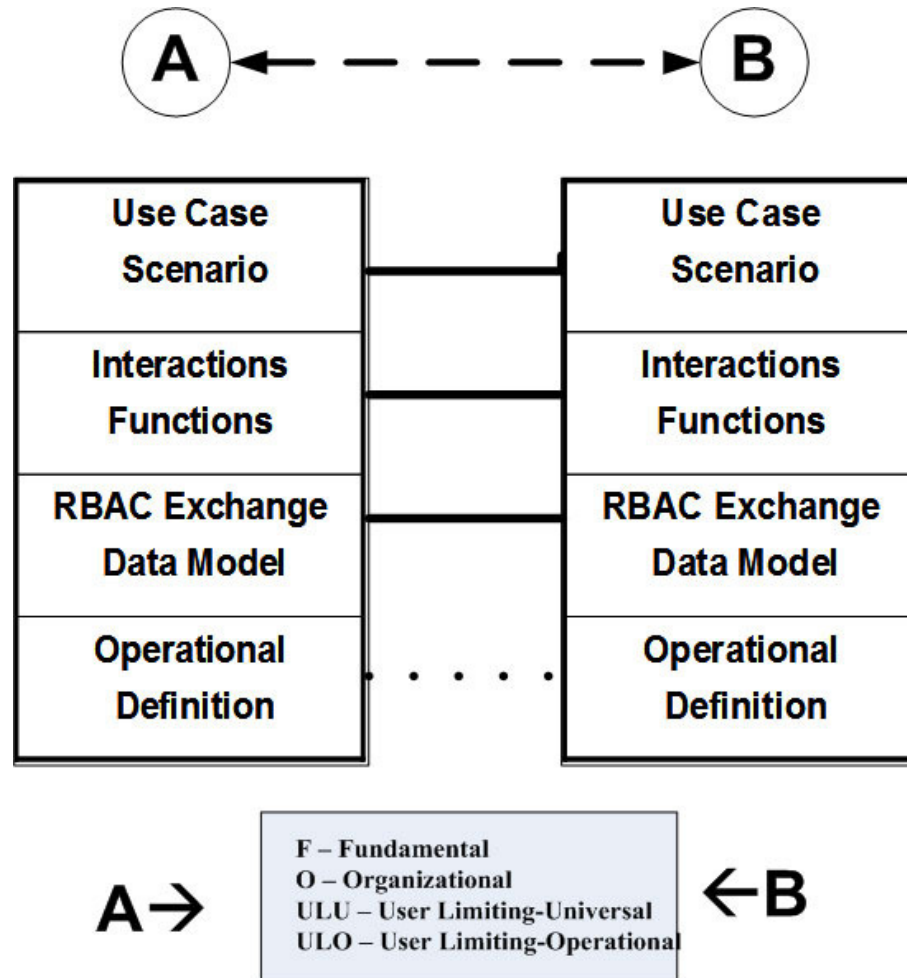 A B
Use Case
Scenario
Use Case
Scenario
Interactions
Functions
Interactions
Functions
RBAC Exchange
Data Model
RBAC Exchange
Data Model
Operational
Definition
Operational
Definition
F – Fundamental
O – Organizational
ULU – User Limiting-Universal
ULO – User Limiting-Operational
A→ ←B